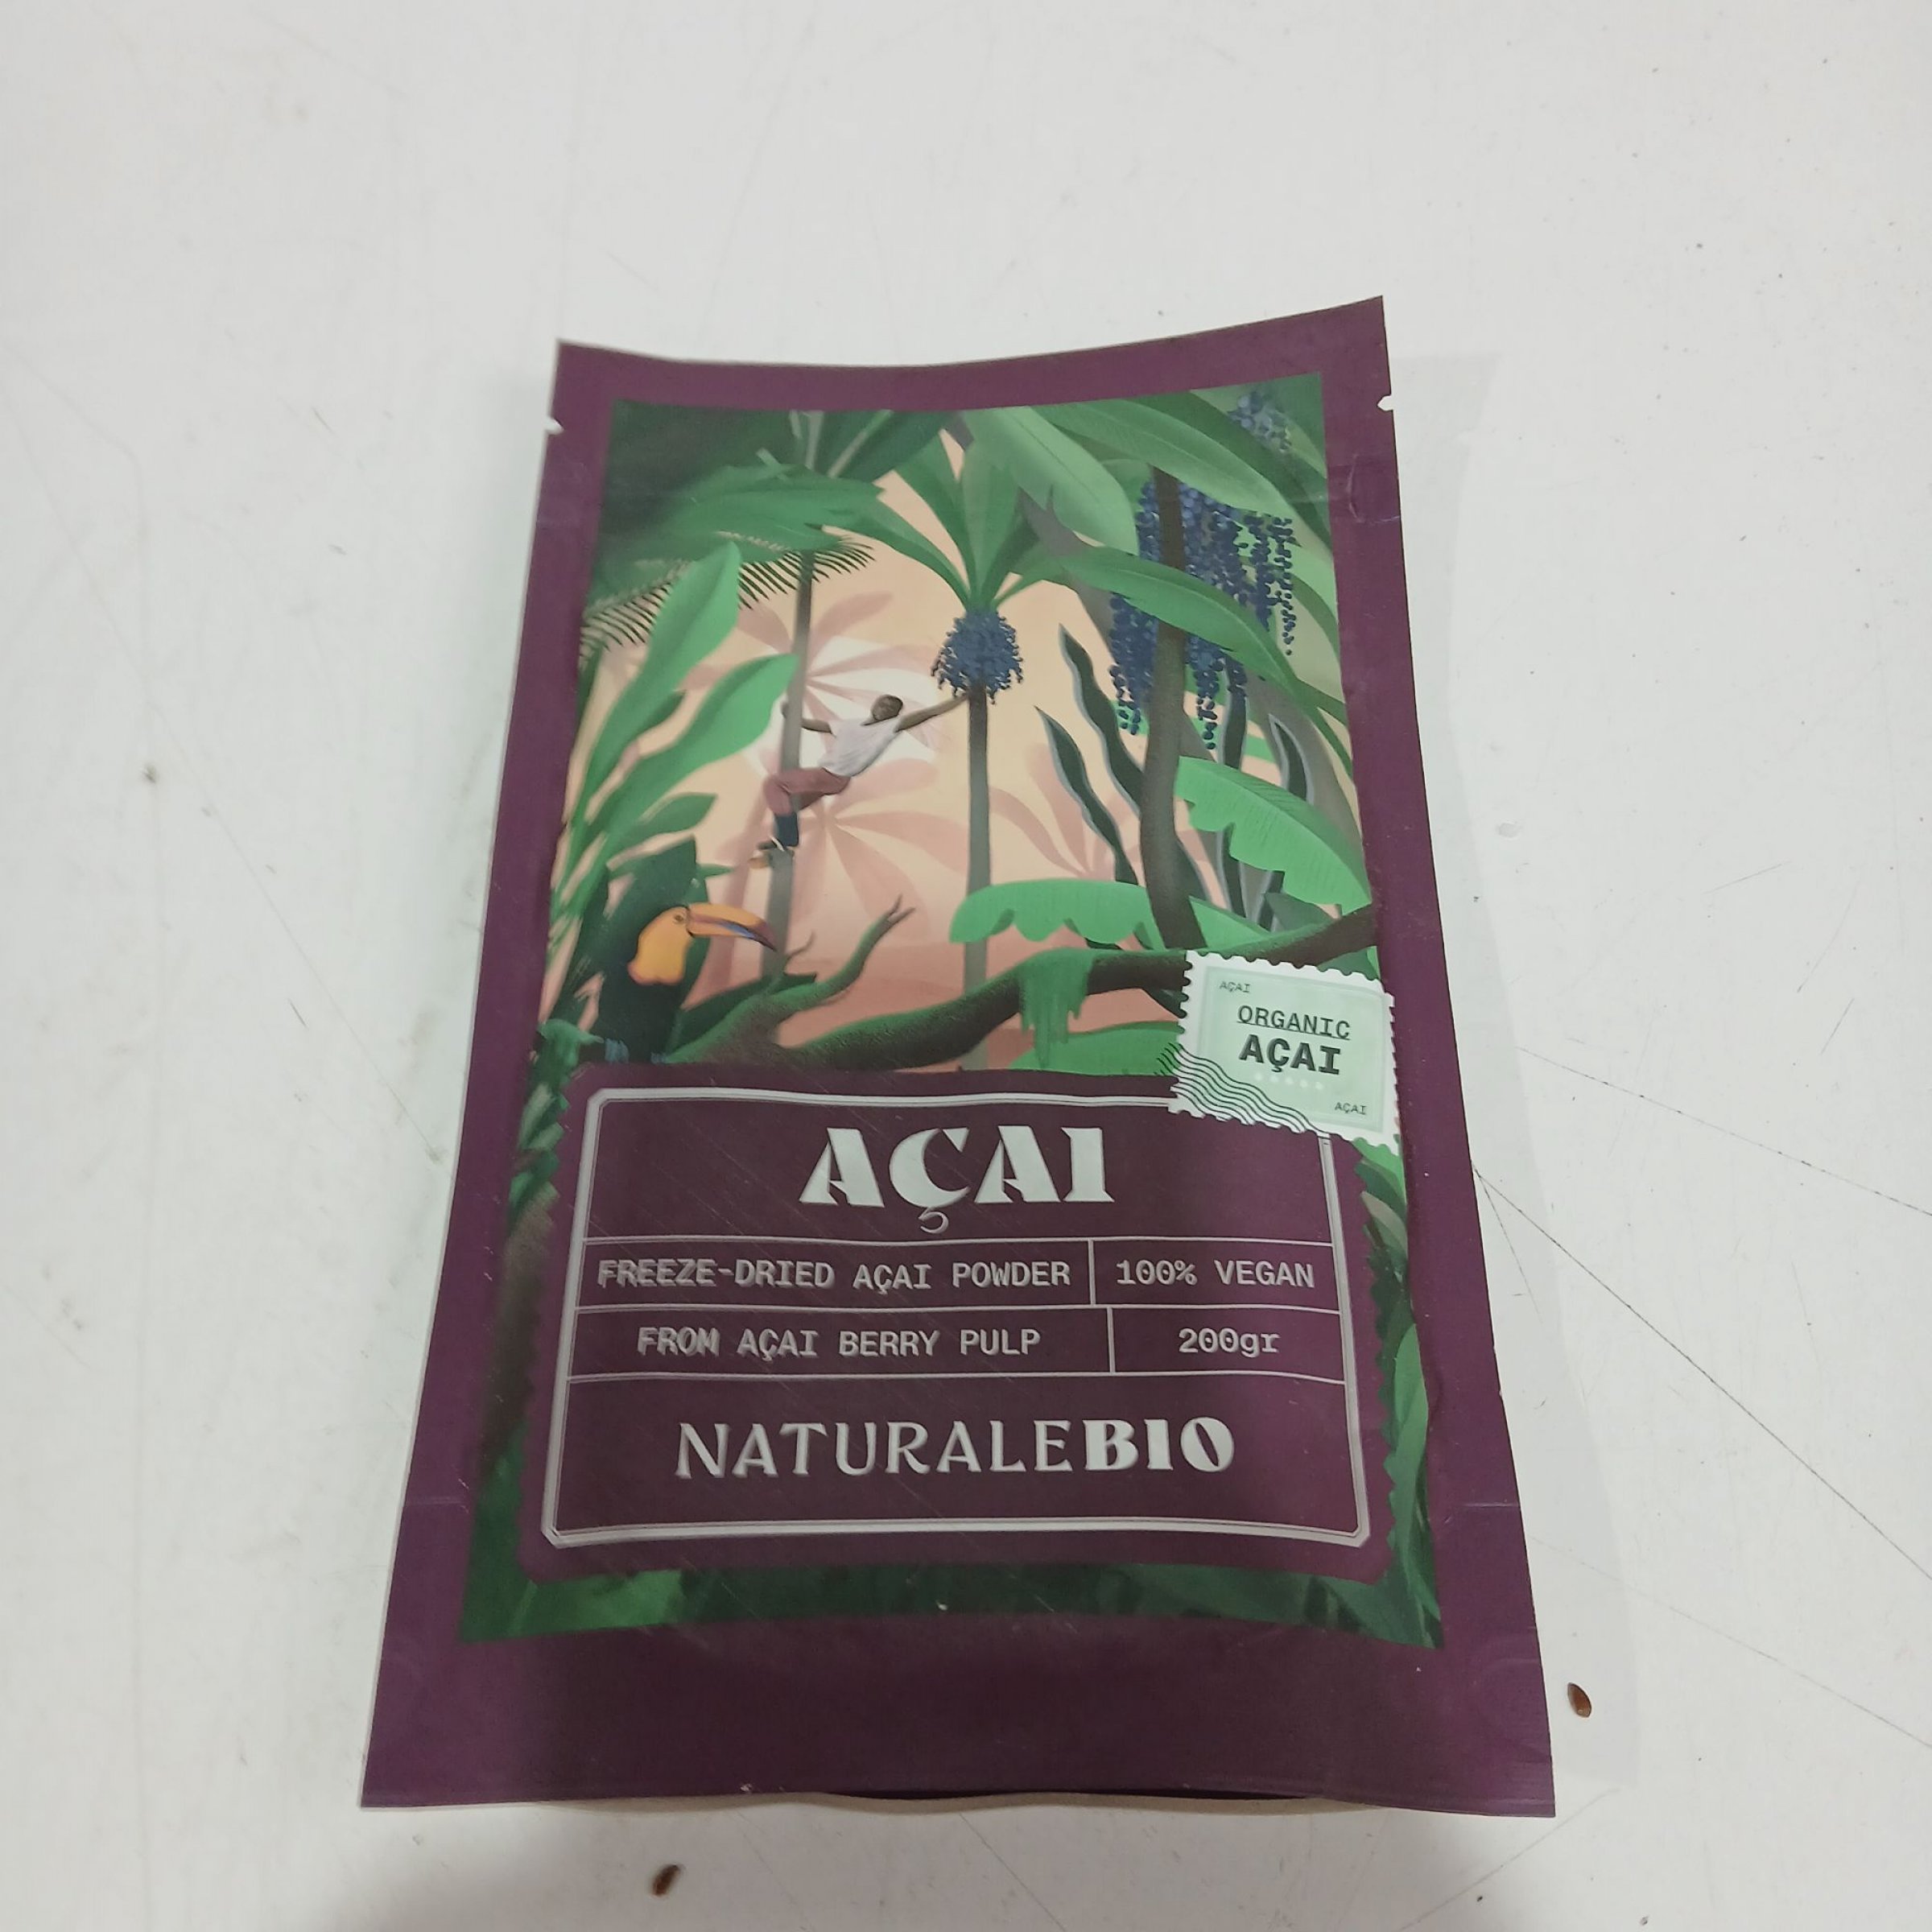 AÇAI
ORGANIC
AÇAI
AÇAI
AÇAI
FREEZE-DRIED AÇAI POWDER 100% VEGAN
FROM AÇAI BERRY PULP 200gr
NATURALEBIO